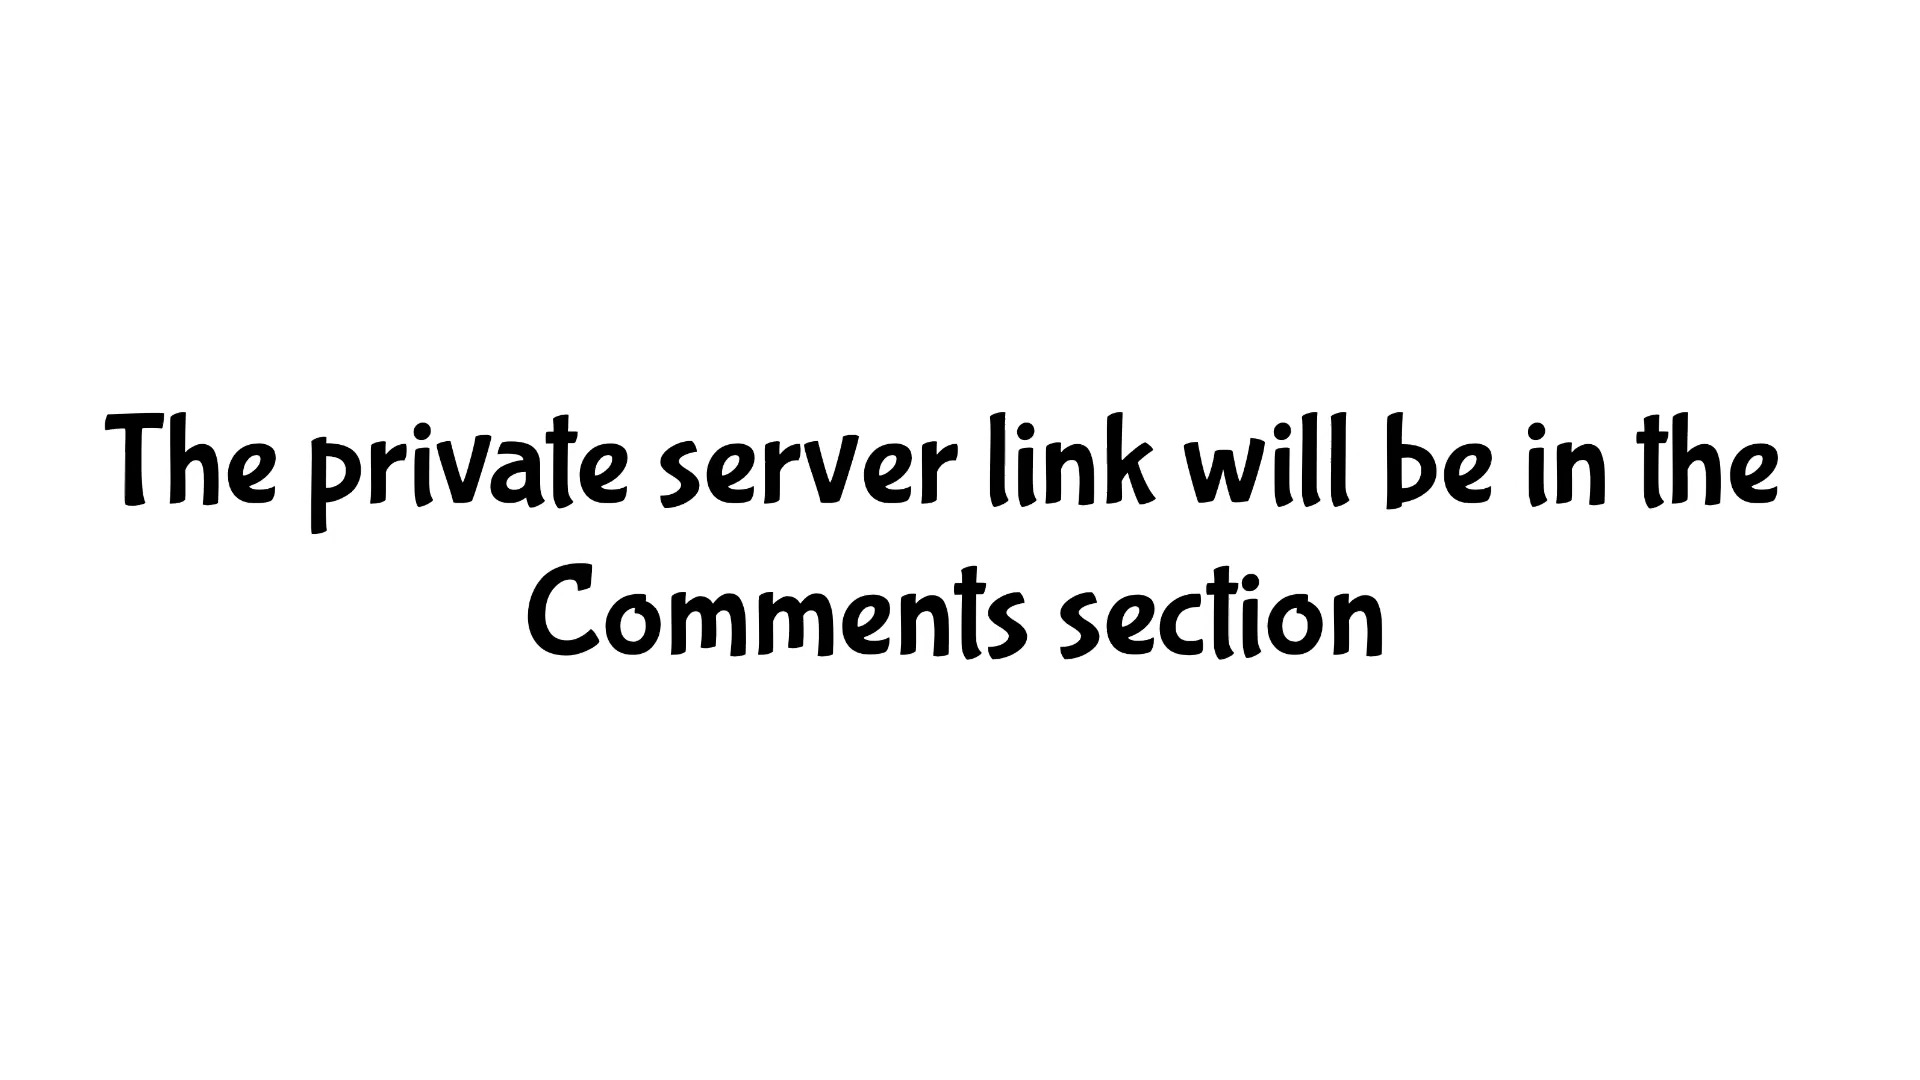 The private server link will be in the
Comments section